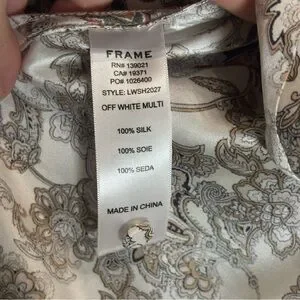 FRAME
RN# 139021
CA# 19371
PO# 1026400
STYLE: LWSH2027
OFF WHITE MULTI
100% SILK
100% SOIE
100% SEDA
MADE IN CHINA